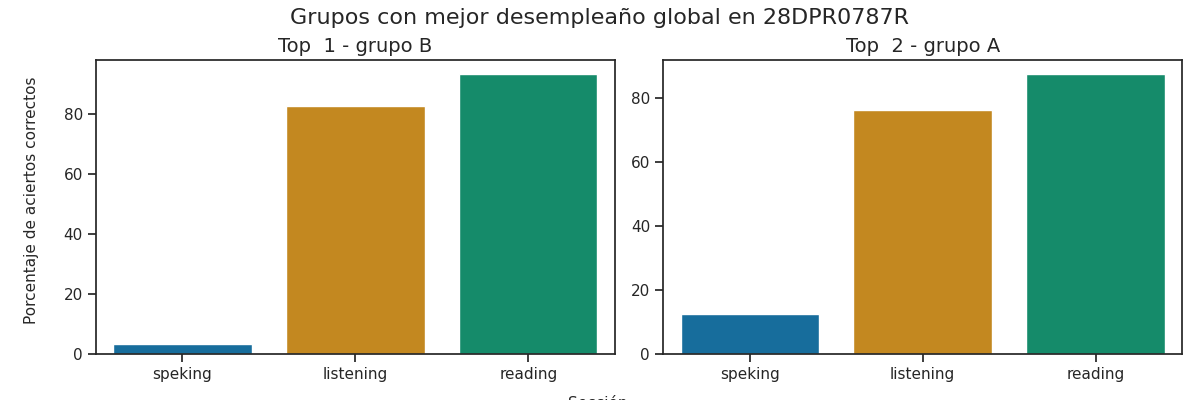 Grupos con mejor desempleaño global en 28DPR0787R
Top 1 - grupo B
Porcentaje de aciertos correctos
80
60
40
20
0
speking listening reading
Top 2 - grupo A
80
60
40
20
0
speking listening reading
Sección